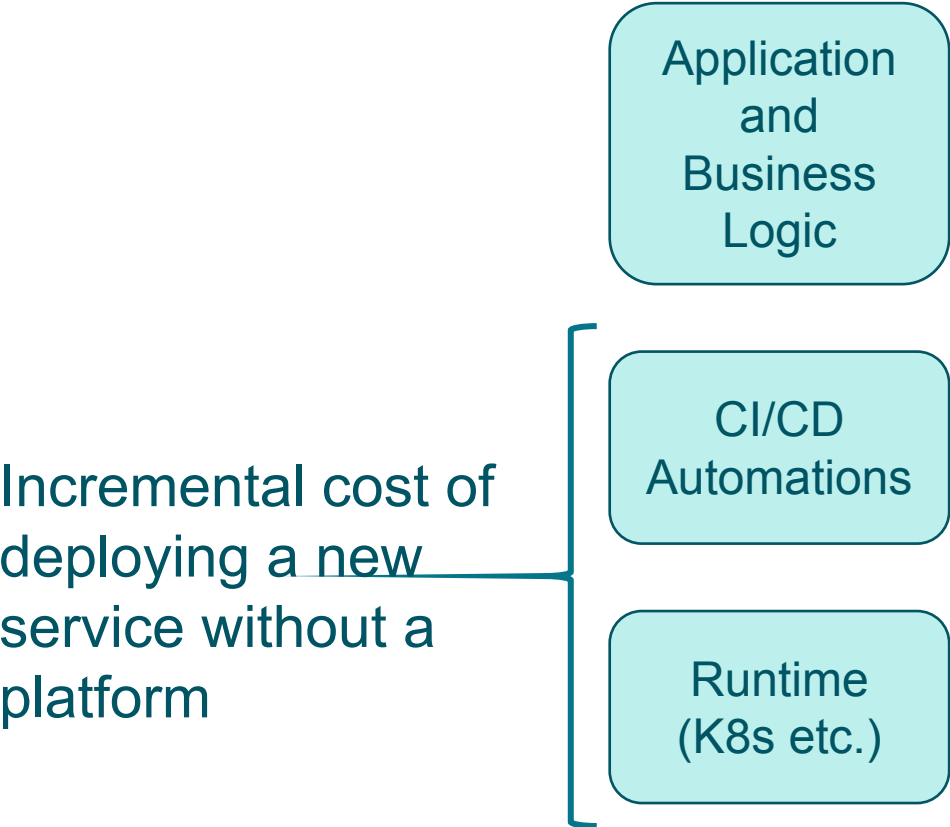 Application
and
Business
Logic
CI/CD
Automations
Incremental cost of
deploying a new
service without a
platform
Runtime
(K8s etc.)